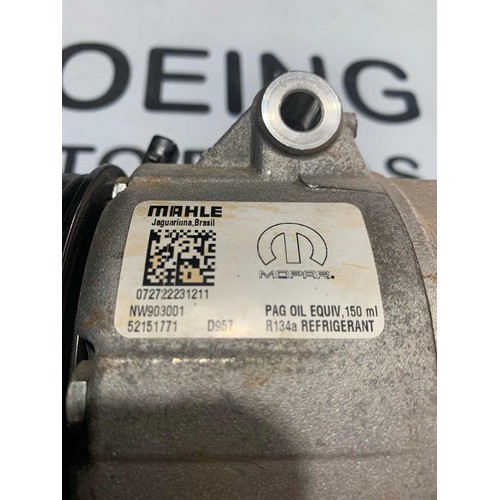 OEING
MAHLE
Jaguariuna,Brasil
MOPAR.
072722231211
NW903001
52151771 D957
PAG OIL EQUIV,150 ml
R134a REFRIGERANT